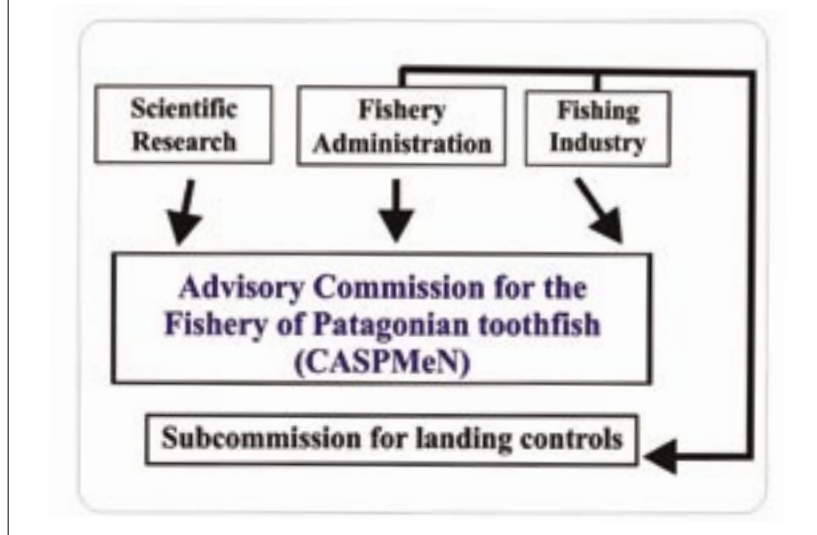 Scientific
Research
Fishery
Administration
Fishing
Industry
Advisory Commission for the
Fishery of Patagonian toothfish
(CASPMeN)
Subcommission for landing controls